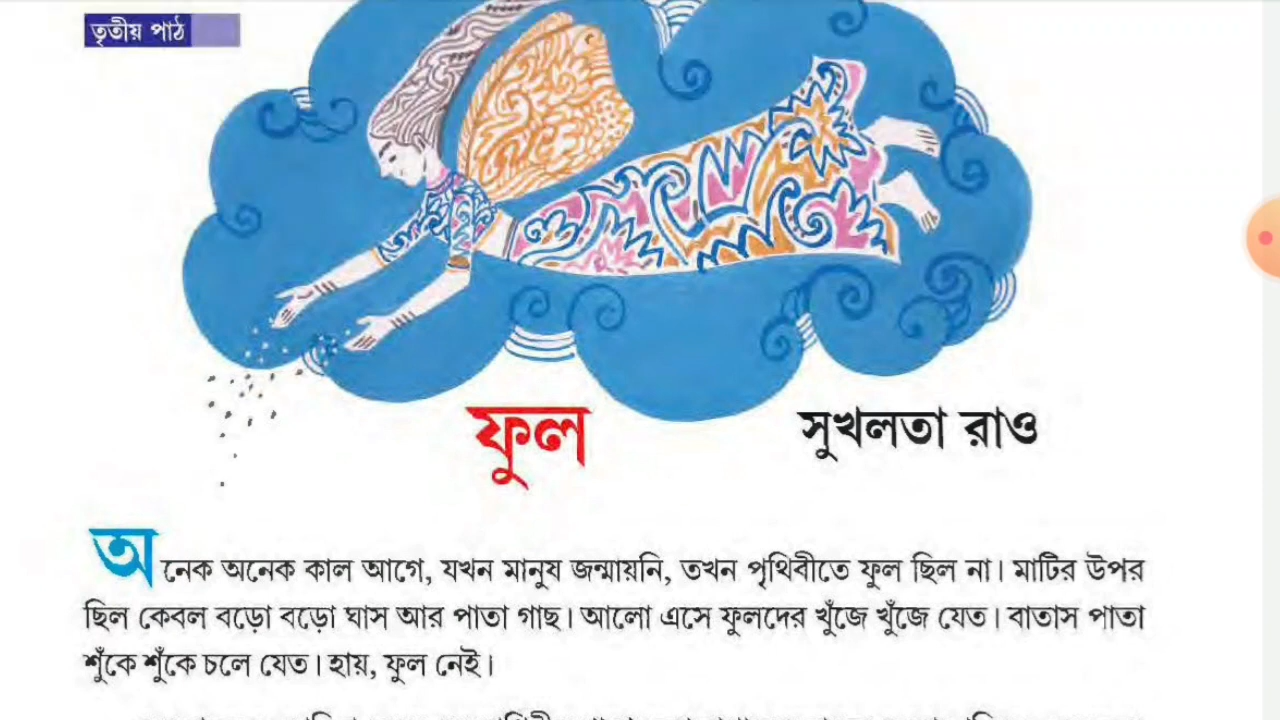 তৃতীয় পাঠ
ফুল
সুখলতা রাও
অনেক অনেক কাল আগে, যখন মানুষ জন্মায়নি, তখন পৃথিবীতে ফুল ছিল না। মাটির উপর
ছিল কেবল বড়ো বড়ো ঘাস আর পাতা গাছ। আলো এসে ফুলদের খুঁজে খুঁজে যেত। বাতাস পাতা
শুঁকে শুঁকে চলে যেত। হায়, ফুল নেই।